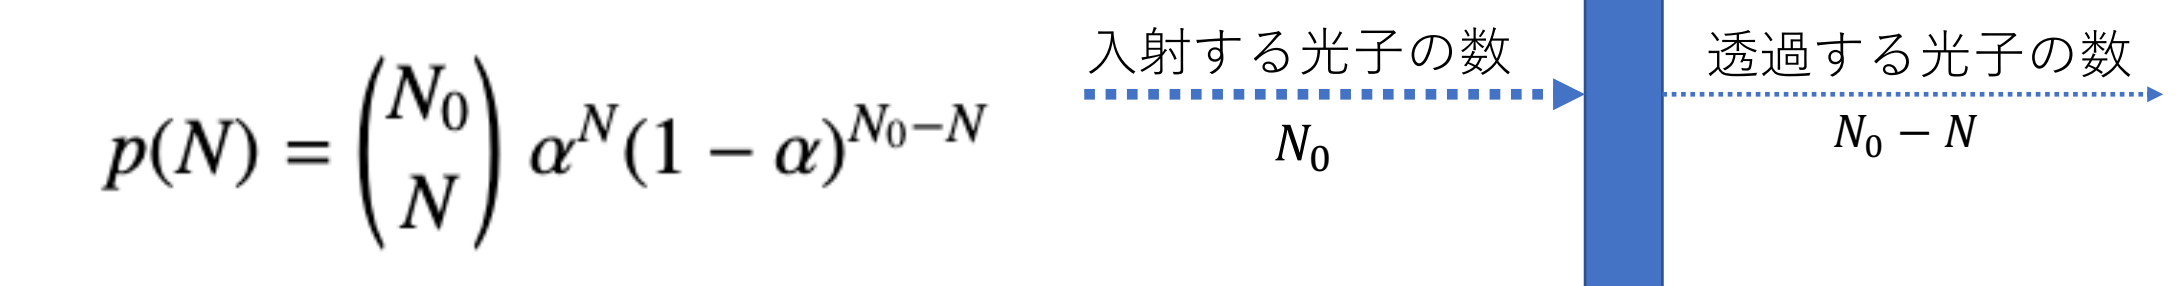 p(N) = \binom{N_0}{N} α^N (1 − α)^{N_0−N}
入射する光子の数
N_0
透過する光子の数
N_0 − N